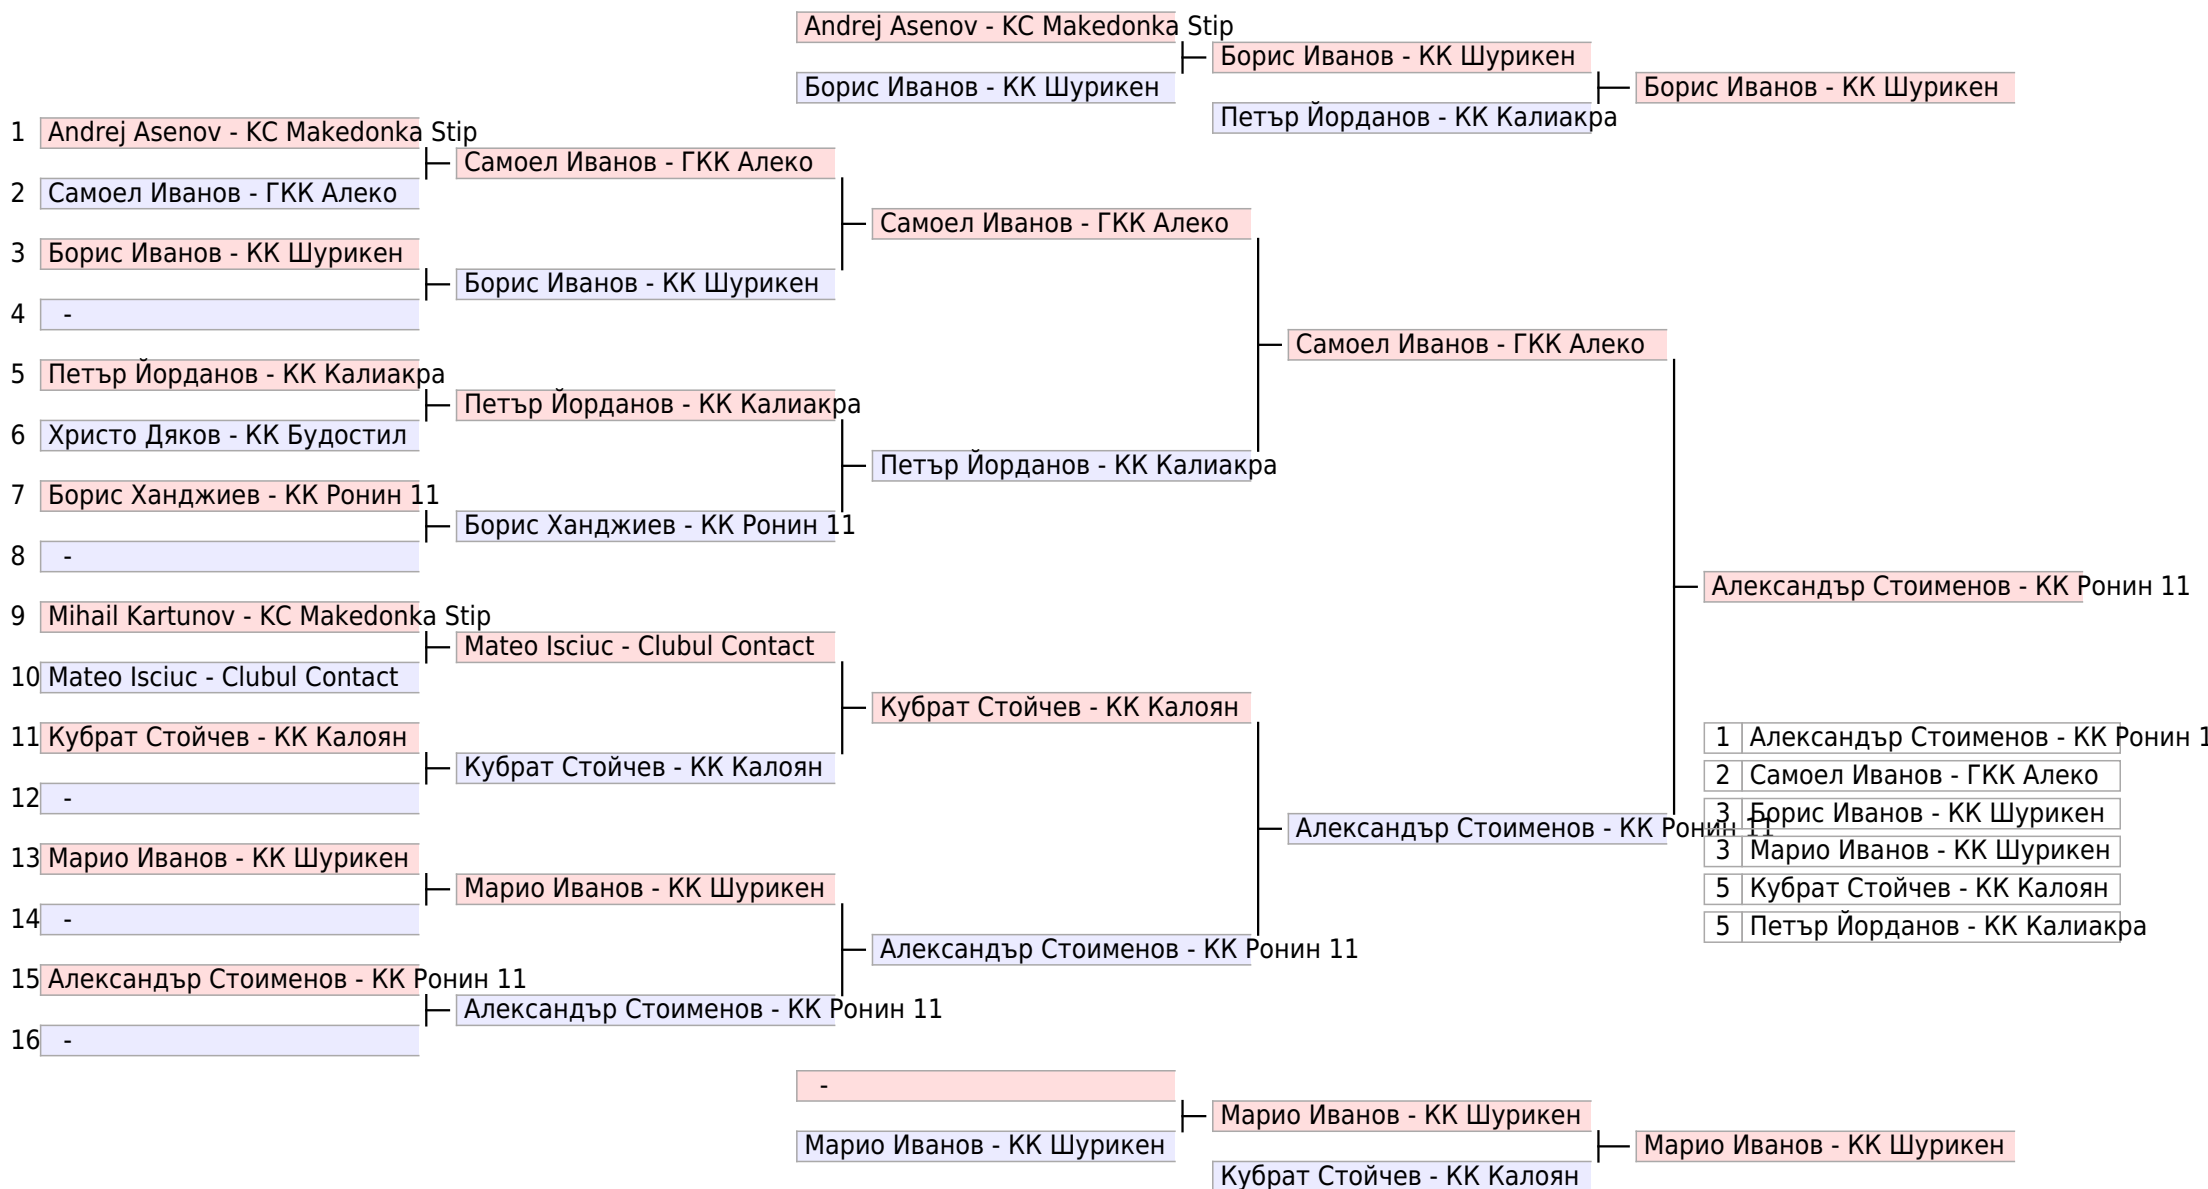 Andrej Asenov - KC Makedonka Stip
Борис Иванов - КК Шурикен
Борис Иванов - КК Шурикен
Петър Йорданов - КК Калиакра
Борис Иванов - КК Шурикен
1 Andrej Asenov - KC Makedonka Stip
2 Самоел Иванов - ГКК Алеко
3 Борис Иванов - КК Шурикен
4 -
5 Петър Йорданов - КК Калиакра
6 Христо Дяков - КК Будостил
7 Борис Ханджиев - КК Ронин 11
8 -
9 Mihail Kartunov - KC Makedonka Stip
10 Mateo Isciuc - Clubul Contact
11 Кубрат Стойчев - КК Калоян
12 -
13 Марио Иванов - КК Шурикен
14 -
15 Александър Стоименов - КК Ронин 11
16 -
Самоел Иванов - ГКК Алеко
Борис Иванов - КК Шурикен
Петър Йорданов - КК Калиакра
Борис Ханджиев - КК Ронин 11
Mateo Isciuc - Clubul Contact
Кубрат Стойчев - КК Калоян
Марио Иванов - КК Шурикен
Александър Стоименов - КК Ронин 11
Самоел Иванов - ГКК Алеко
Петър Йорданов - КК Калиакра
Кубрат Стойчев - КК Калоян
Александър Стоименов - КК Ронин 11
Самоел Иванов - ГКК Алеко
Александър Стоименов - КК Ронин 11
Александър Стоименов - КК Ронин 11
1 Александър Стоименов - КК Ронин 1
2 Самоел Иванов - ГКК Алеко
3 Борис Иванов - КК Шурикен
3 Марио Иванов - КК Шурикен
5 Кубрат Стойчев - КК Калоян
5 Петър Йорданов - КК Калиакра
-
Марио Иванов - КК Шурикен
Марио Иванов - КК Шурикен
Кубрат Стойчев - КК Калоян
Марио Иванов - КК Шурикен